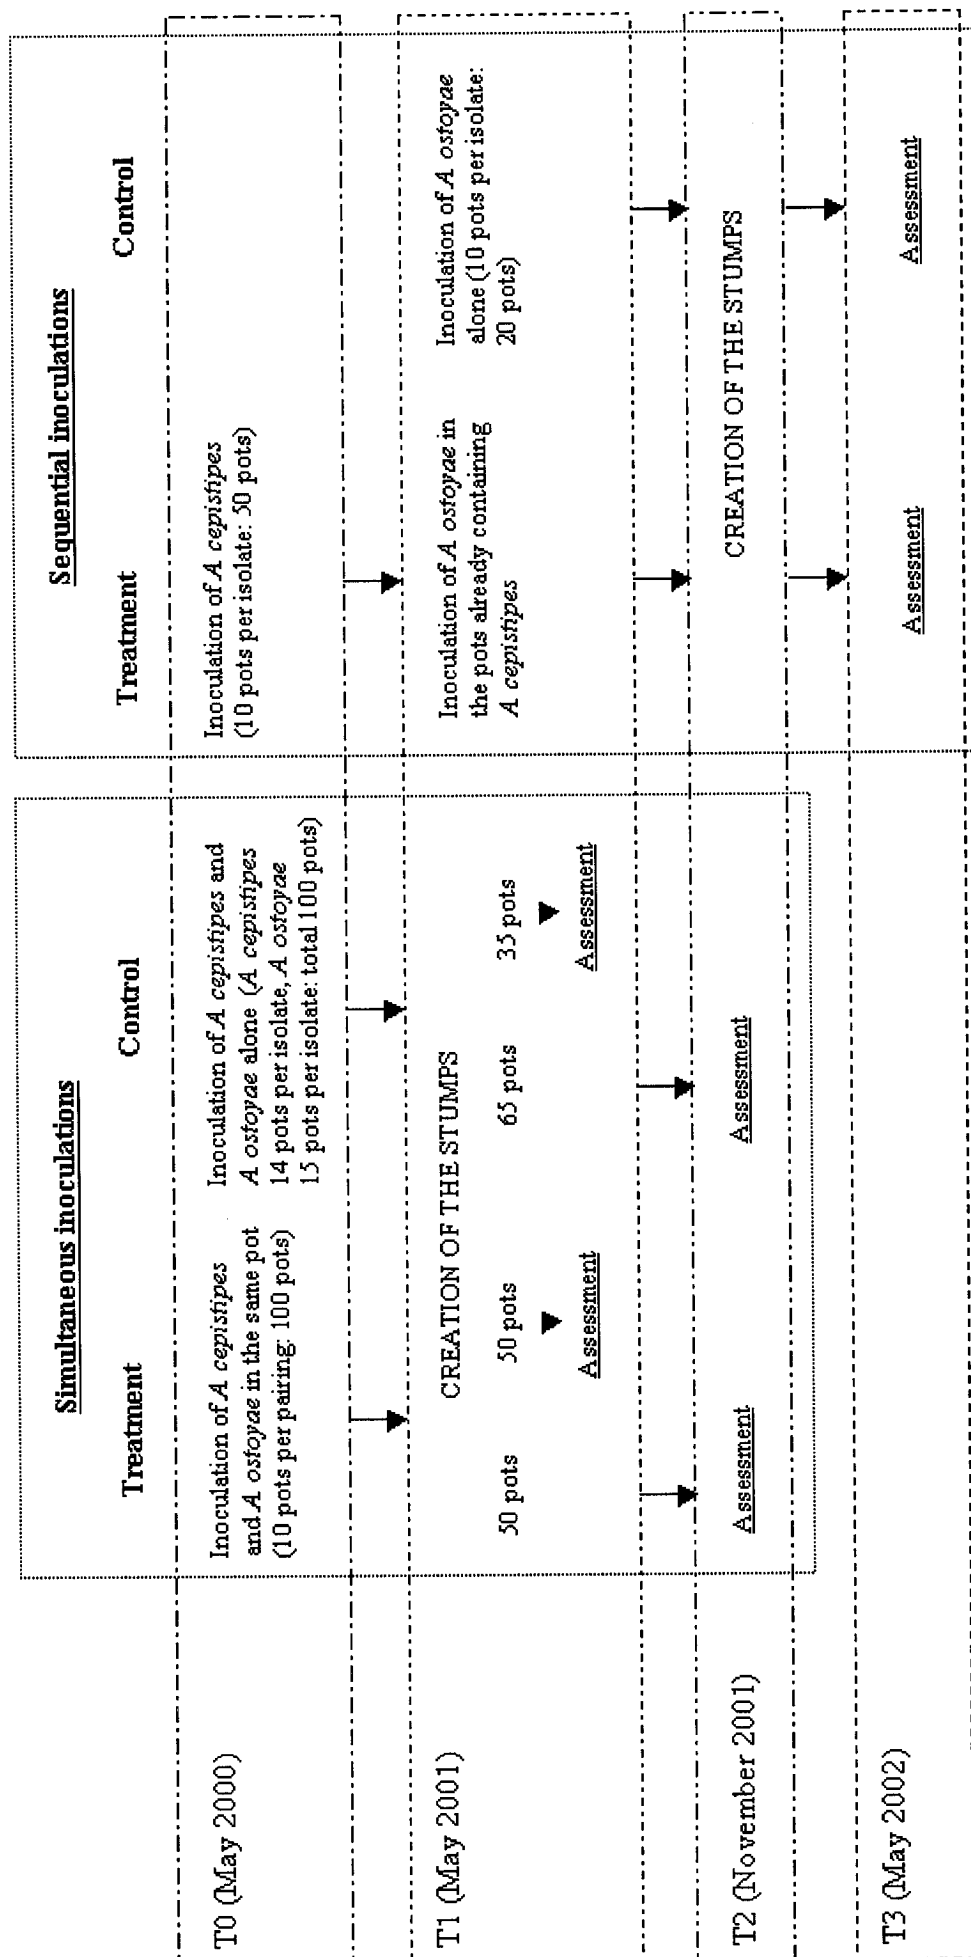 Simultaneous inoculations
Sequential inoculations
Treatment
Control
Treatment
Control
T0 (May 2000)
Inoculation of A cepistipes
and A ostoyae in the same pot
(10 pots per pairing: 100 pots)
Inoculation of A cepistipes and
A ostoyae alone (A cepistipes
14 pots per isolate, A ostoyae
15 pots per isolate: total 100 pots)
Inoculation of A cepistipes
(10 pots per isolate: 50 pots)
T1 (May 2001)
CREATION OF THE STUMPS
50 pots
50 pots
65 pots
35 pots
Assessment
Assessment
Inoculation of A ostoyae in
the pots already containing
A cepistipes
Inoculation of A ostoyae
alone (10 pots per isolate:
20 pots)
T2 (November 2001)
Assessment
Assessment
CREATION OF THE STUMPS
T3 (May 2002)
Assessment
Assessment